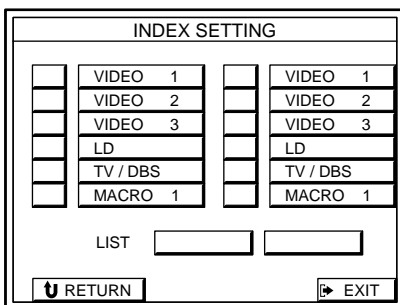 INDEX SETTING
VIDEO 1 VIDEO 1
VIDEO 2 VIDEO 2
VIDEO 3 VIDEO 3
LD LD
TV / DBS TV / DBS
MACRO 1 MACRO 1
LIST
RETURN EXIT